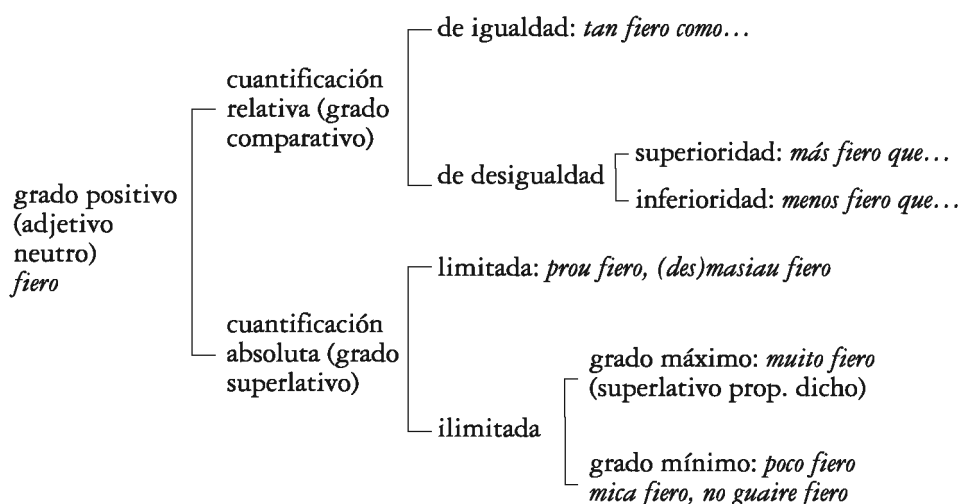 grado positivo
(adjetivo
neutro)
fiero
cuantificación
relativa (grado
comparativo)
de igualdad: tan fiero como…
de desigualdad
superioridad: más fiero que…
inferioridad: menos fiero que…
cuantificación
absoluta (grado
superlativo)
limitada: prou fiero, (des)masiau fiero
ilimitada
grado máximo: muito fiero
(superlativo prop. dicho)
grado mínimo: poco fiero
mica fiero, no guaire fiero